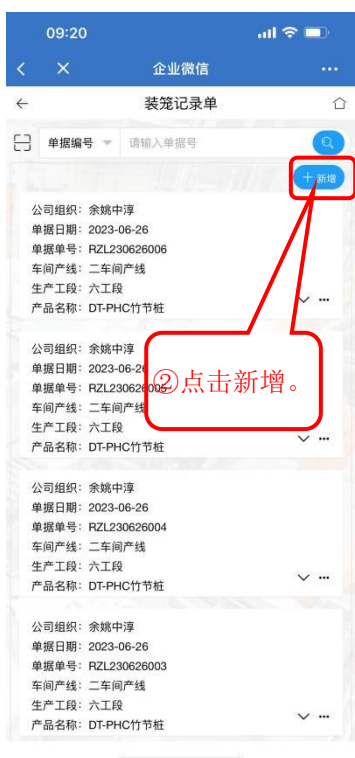 09:20
企业微信
装笼记录单
单据编号 请输入单据号
+ 新增
公司组织：余姚中淳
单据日期：2023-06-26
单据单号：RZL230626006
车间产线：二车间产线
生产工段：六工段
产品名称：DT-PHC竹节桩
公司组织：余姚中淳
单据日期：2023-06-26
单据单号：RZL230626005
车间产线：二车间产线
生产工段：六工段
产品名称：DT-PHC竹节桩
②点击新增。
公司组织：余姚中淳
单据日期：2023-06-26
单据单号：RZL230626004
车间产线：二车间产线
生产工段：六工段
产品名称：DT-PHC竹节桩
公司组织：余姚中淳
单据日期：2023-06-26
单据单号：RZL230626003
车间产线：二车间产线
生产工段：六工段
产品名称：DT-PHC竹节桩